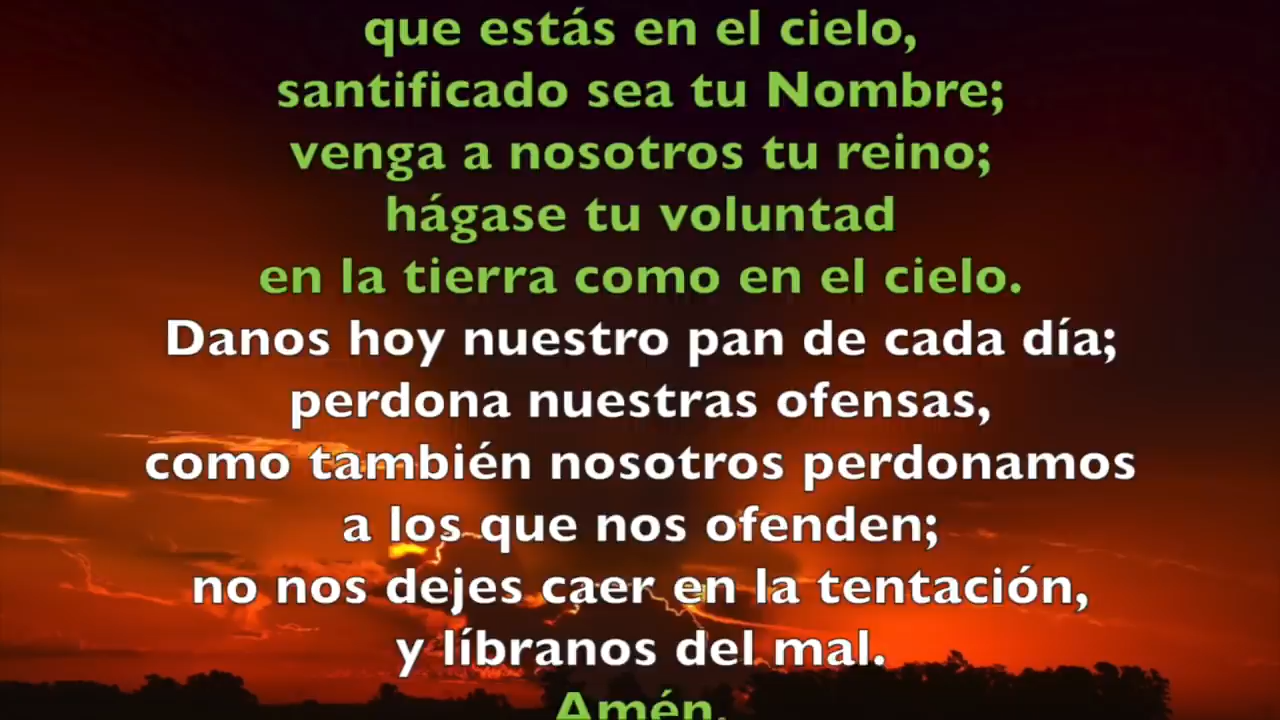 que estás en el cielo,
santificado sea tu Nombre;
venga a nosotros tu reino;
hágase tu voluntad
en la tierra como en el cielo.
Danos hoy nuestro pan de cada día;
perdona nuestras ofensas,
como también nosotros perdonamos
a los que nos ofenden;
no nos dejes caer en la tentación,
y líbranos del mal.
Amén.